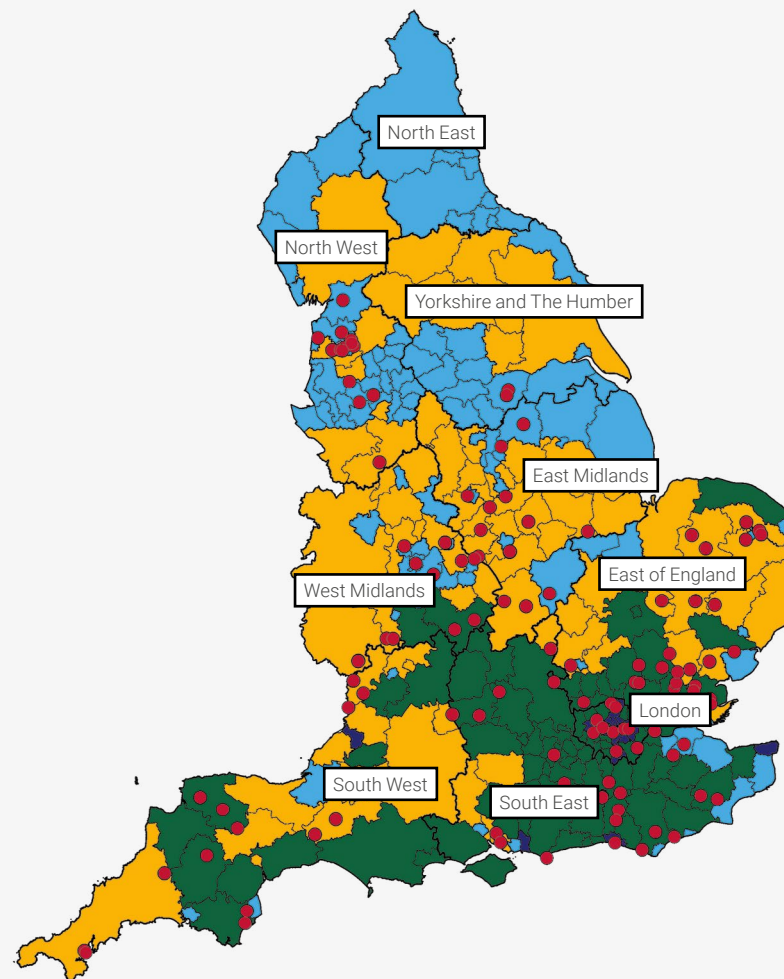 North East
North West
Yorkshire and The Humber
East Midlands
East of England
West Midlands
London
South West
South East